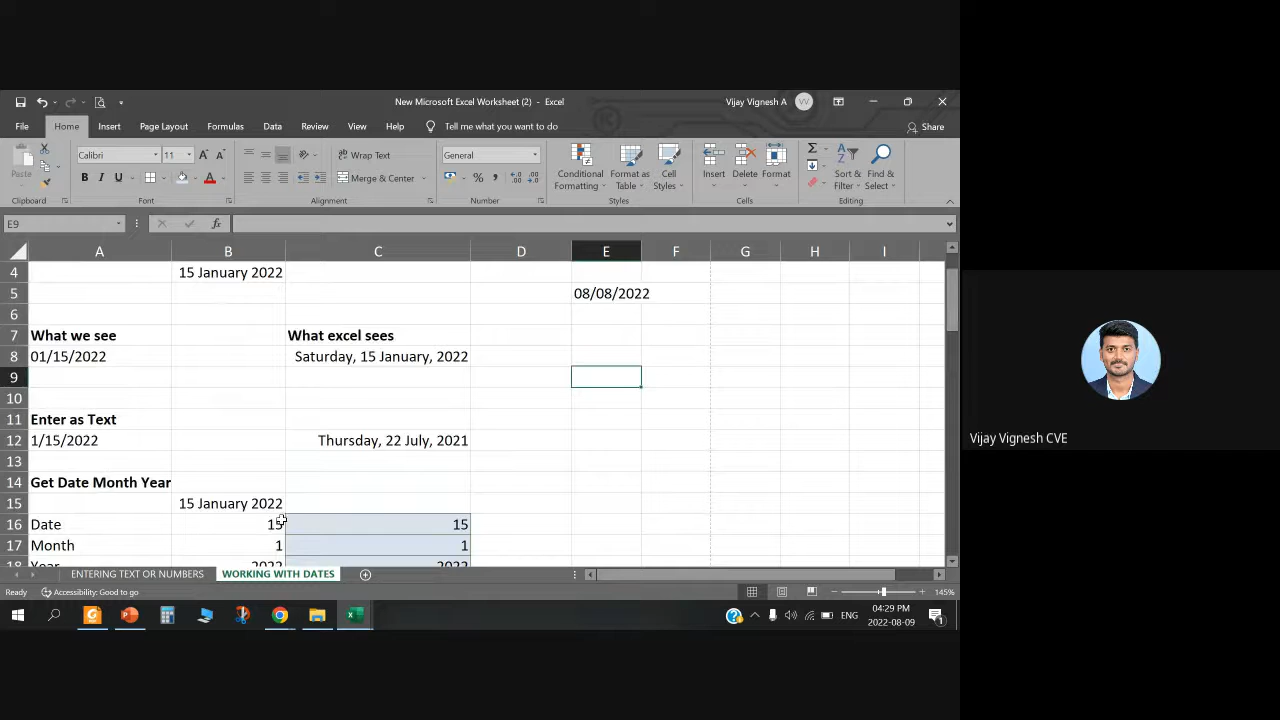 New Microsoft Excel Worksheet (2) - Excel
Vijay Vignesh A
VV
File Home Insert Page Layout Formulas Data Review View Help Tell me what you want to do
Share
Paste
Calibri 11
B I U
Wrap Text
Merge & Center
General
Conditional Formatting
Format as Table
Cell Styles
Insert Delete Format
Sort & Filter
Find & Select
Clipboard Font Alignment Number Styles Cells Editing
E9
fx
A B C D E F G H I
4 15 January 2022
5 08/08/2022
6
7 What we see What excel sees
8 01/15/2022 Saturday, 15 January, 2022
9
10
11 Enter as Text
12 1/15/2022 Thursday, 22 July, 2021
13
14 Get Date Month Year
15 15 January 2022
16 Date 15 15
17 Month 1 1
18 Year 2022 2022
ENTERING TEXT OR NUMBERS WORKING WITH DATES
Ready Accessibility: Good to go 145%
ENG
04:29 PM
2022-08-09
1
Vijay Vignesh CVE